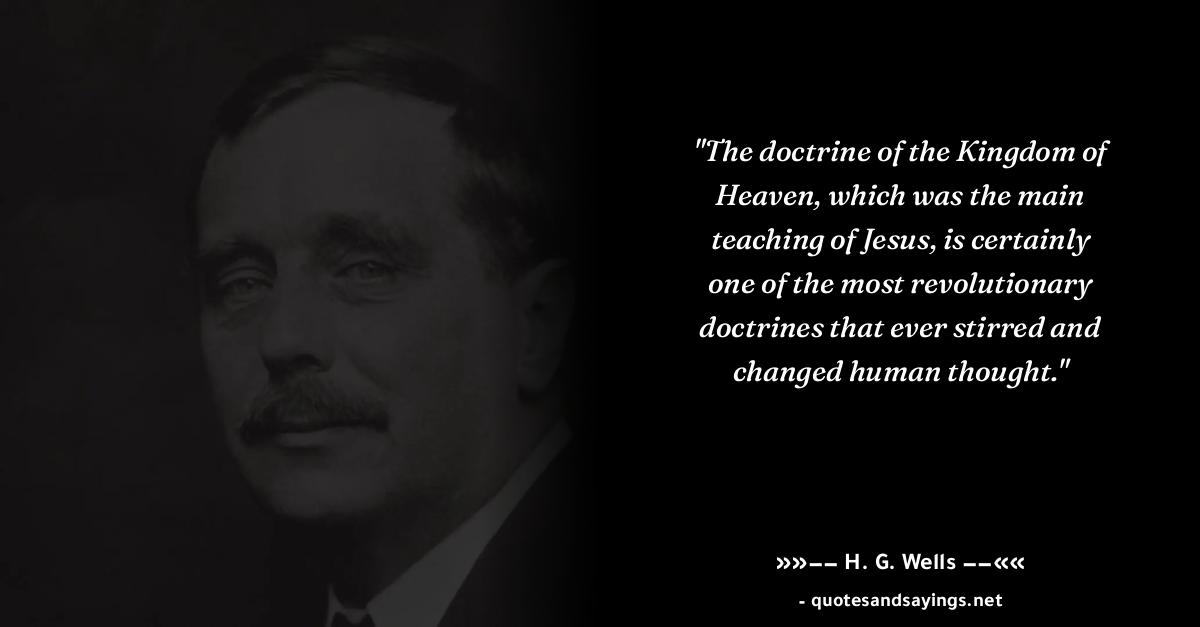 "The doctrine of the Kingdom of
Heaven, which was the main
teaching of Jesus, is certainly
one of the most revolutionary
doctrines that ever stirred and
changed human thought."
»»–– H. G. Wells ––««
- quotesandsayings.net